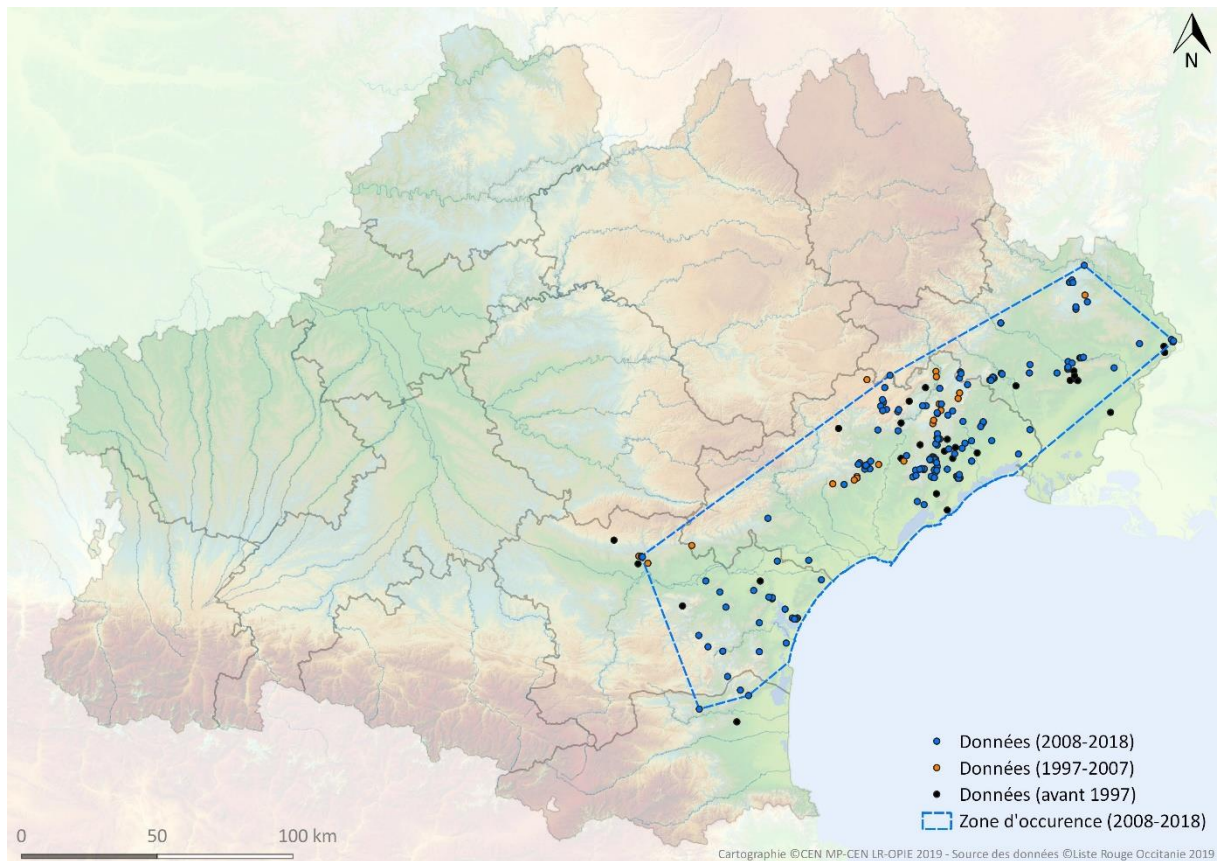 N
Données (2008-2018)
Données (1997-2007)
Données (avant 1997)
Zone d'occurence (2008-2018)
0 50 100 km
Cartographie ©CEN MP-CEN LR-OPIE 2019 - Source des données ©Liste Rouge Occitanie 2019